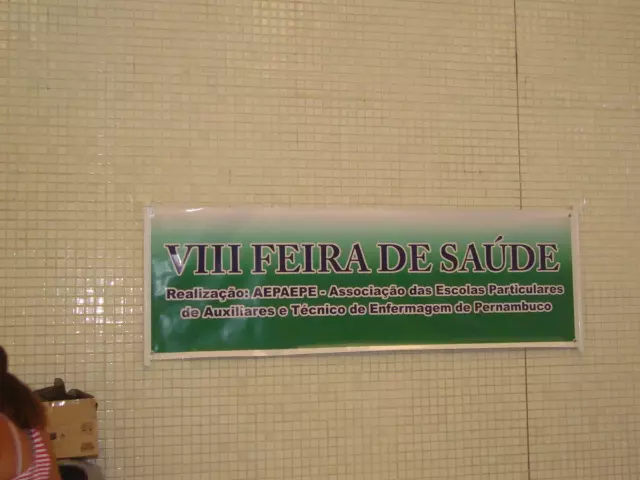 VIII FEIRA DE SAÚDE
Realização: AEPAEPE - Associação das Escolas Particulares
de Auxiliares e Técnico de Enfermagem de Pernambuco